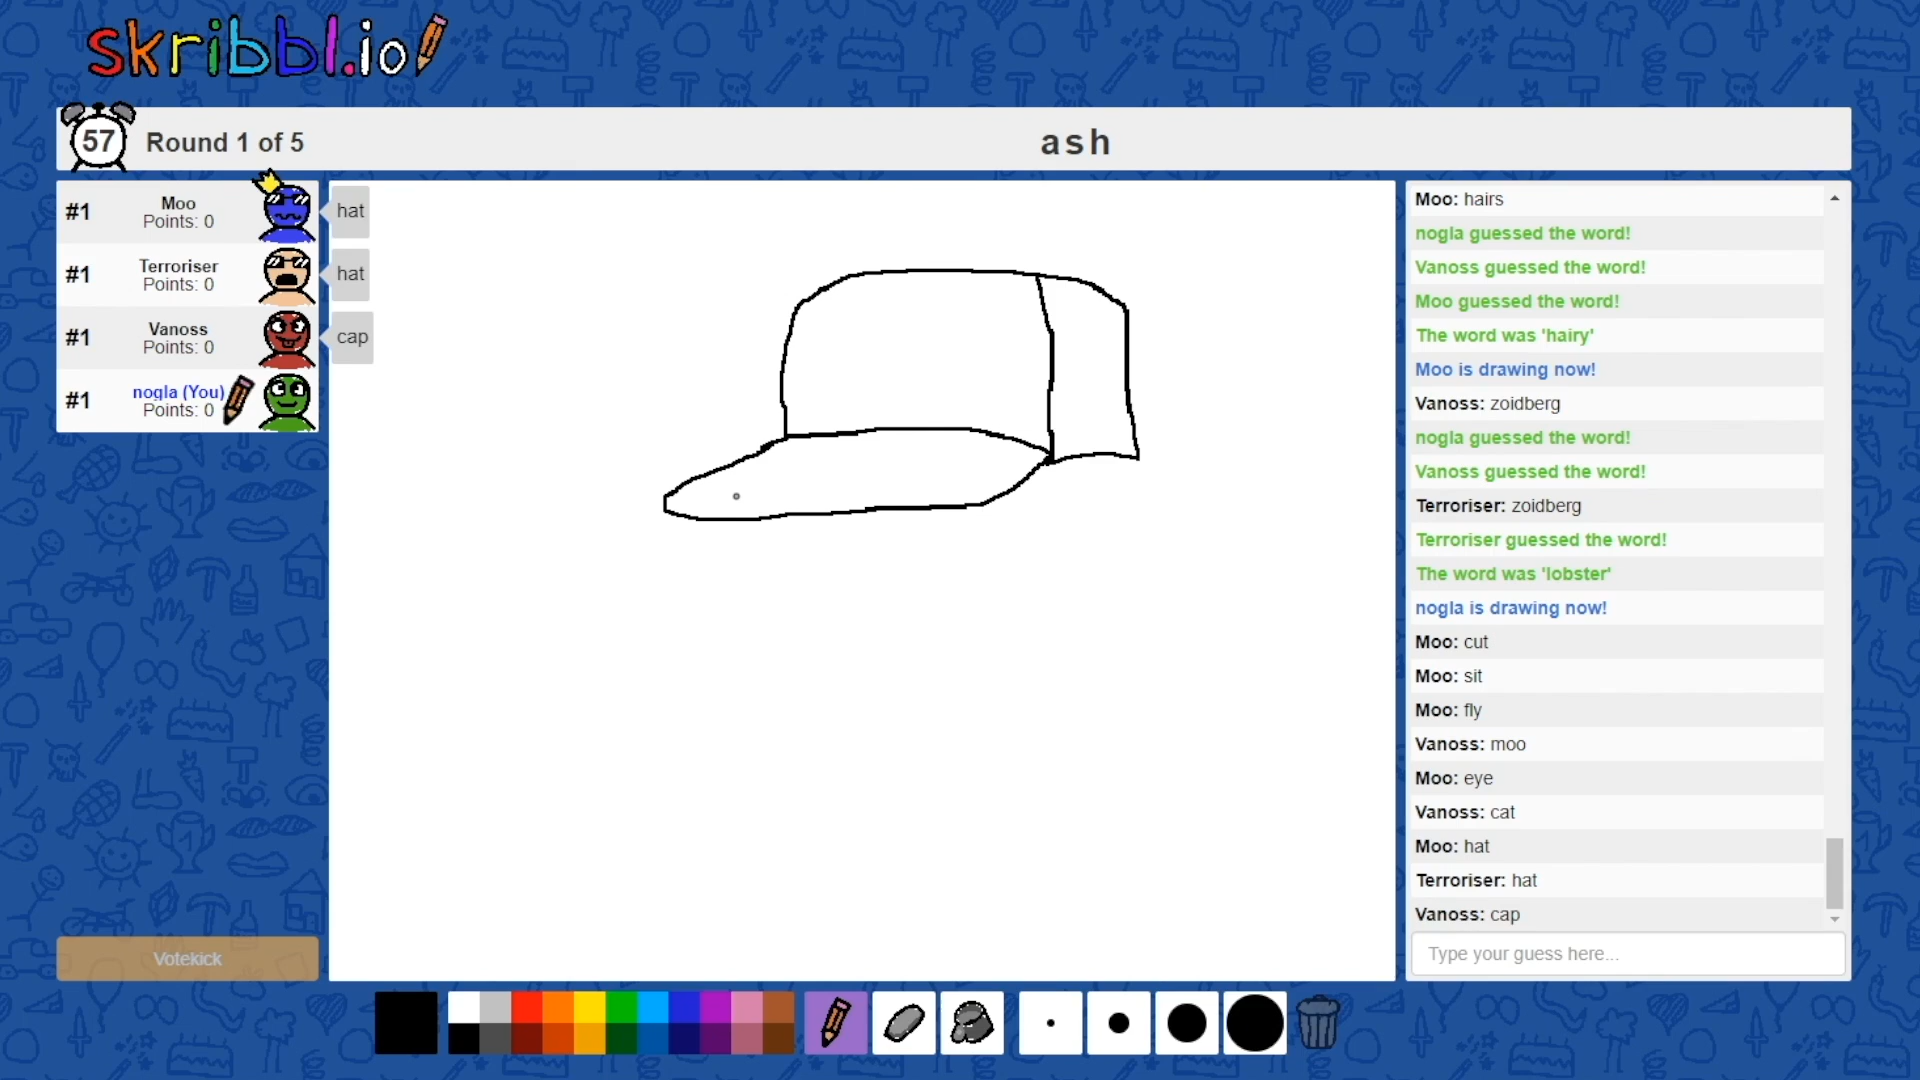 skribbl.io
57
Round 1 of 5
ash
#1
Moo
Points: 0
hat
#1
Terroriser
Points: 0
hat
#1
Vanoss
Points: 0
cap
#1
nogla (You)
Points: 0
Votekick
Moo: hairs
nogla guessed the word!
Vanoss guessed the word!
Moo guessed the word!
The word was 'hairy'
Moo is drawing now!
Vanoss: zoidberg
nogla guessed the word!
Vanoss guessed the word!
Terroriser: zoidberg
Terroriser guessed the word!
The word was 'lobster'
nogla is drawing now!
Moo: cut
Moo: sit
Moo: fly
Vanoss: moo
Moo: eye
Vanoss: cat
Moo: hat
Terroriser: hat
Vanoss: cap
Type your guess here...